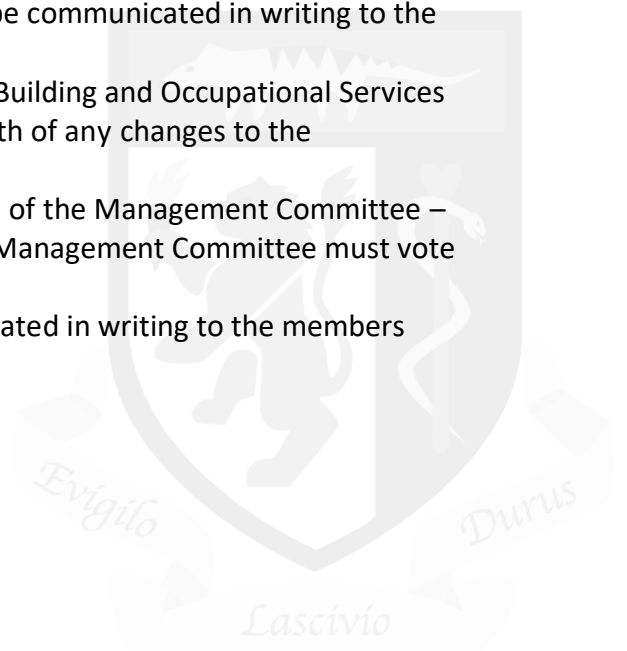 be communicated in writing to the
Building and Occupational Services
th of any changes to the
of the Management Committee –
Management Committee must vote
ated in writing to the members
Evigilo
Durus
Lascivio